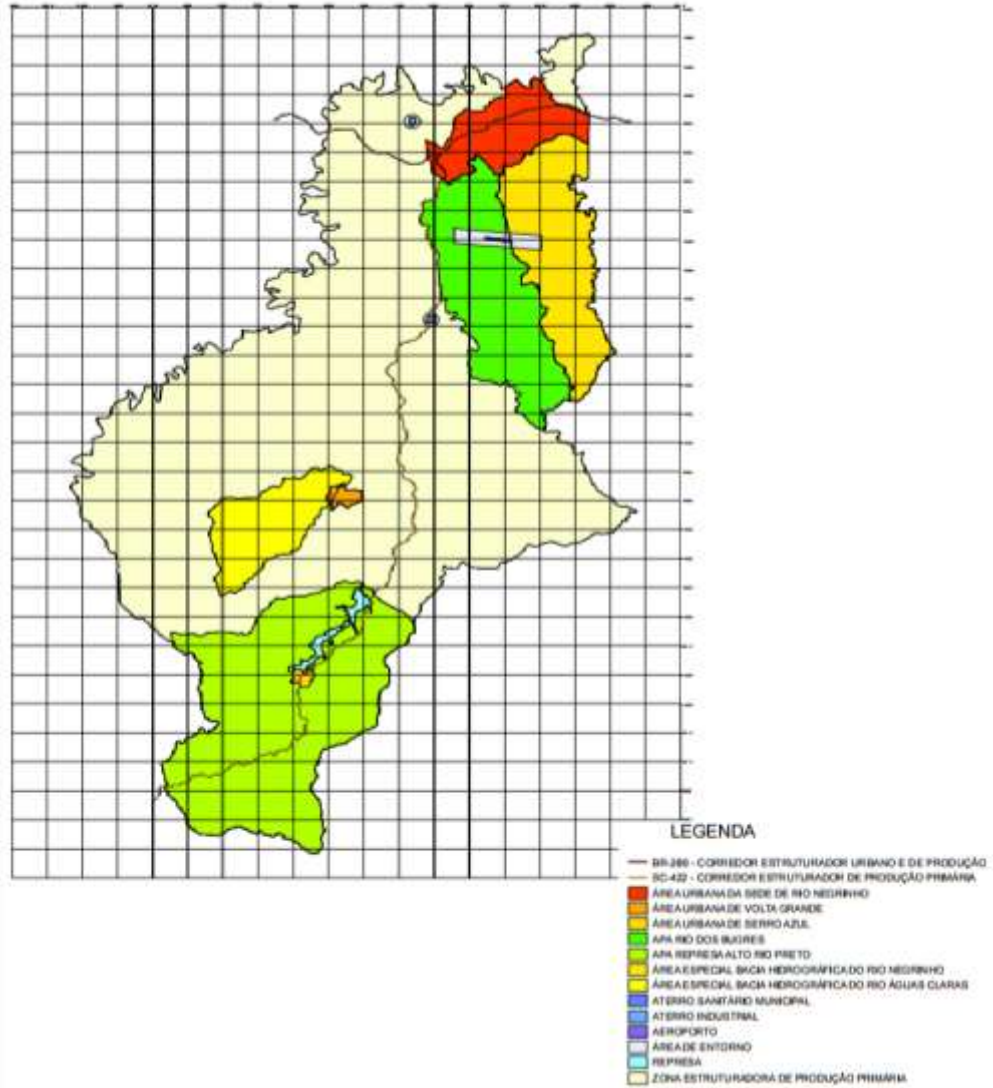 LEGENDA
BR-280 - CORREDOR ESTRUTURADOR URBANO E DE PRODUÇÃO
SC-422 - CORREDOR ESTRUTURADOR DE PRODUÇÃO PRIMÁRIA
ÁREA URBANA DA SEDE DE RIO NEGRINHO
ÁREA URBANA DE VOLTA GRANDE
ÁREA URBANA DE SERRO AZUL
APA RIO DOS BUGRES
APA REPRESA ALTO RIO PRETO
ÁREA ESPECIAL BACIA HIDROGRÁFICA DO RIO NEGRINHO
ÁREA ESPECIAL BACIA HIDROGRÁFICA DO RIO ÁGUAS CLARAS
ATERRO SANITÁRIO MUNICIPAL
ATERRO INDUSTRIAL
AEROPORTO
ÁREA DE ENTORNO
REPRESA
ZONA ESTRUTURADORA DE PRODUÇÃO PRIMÁRIA